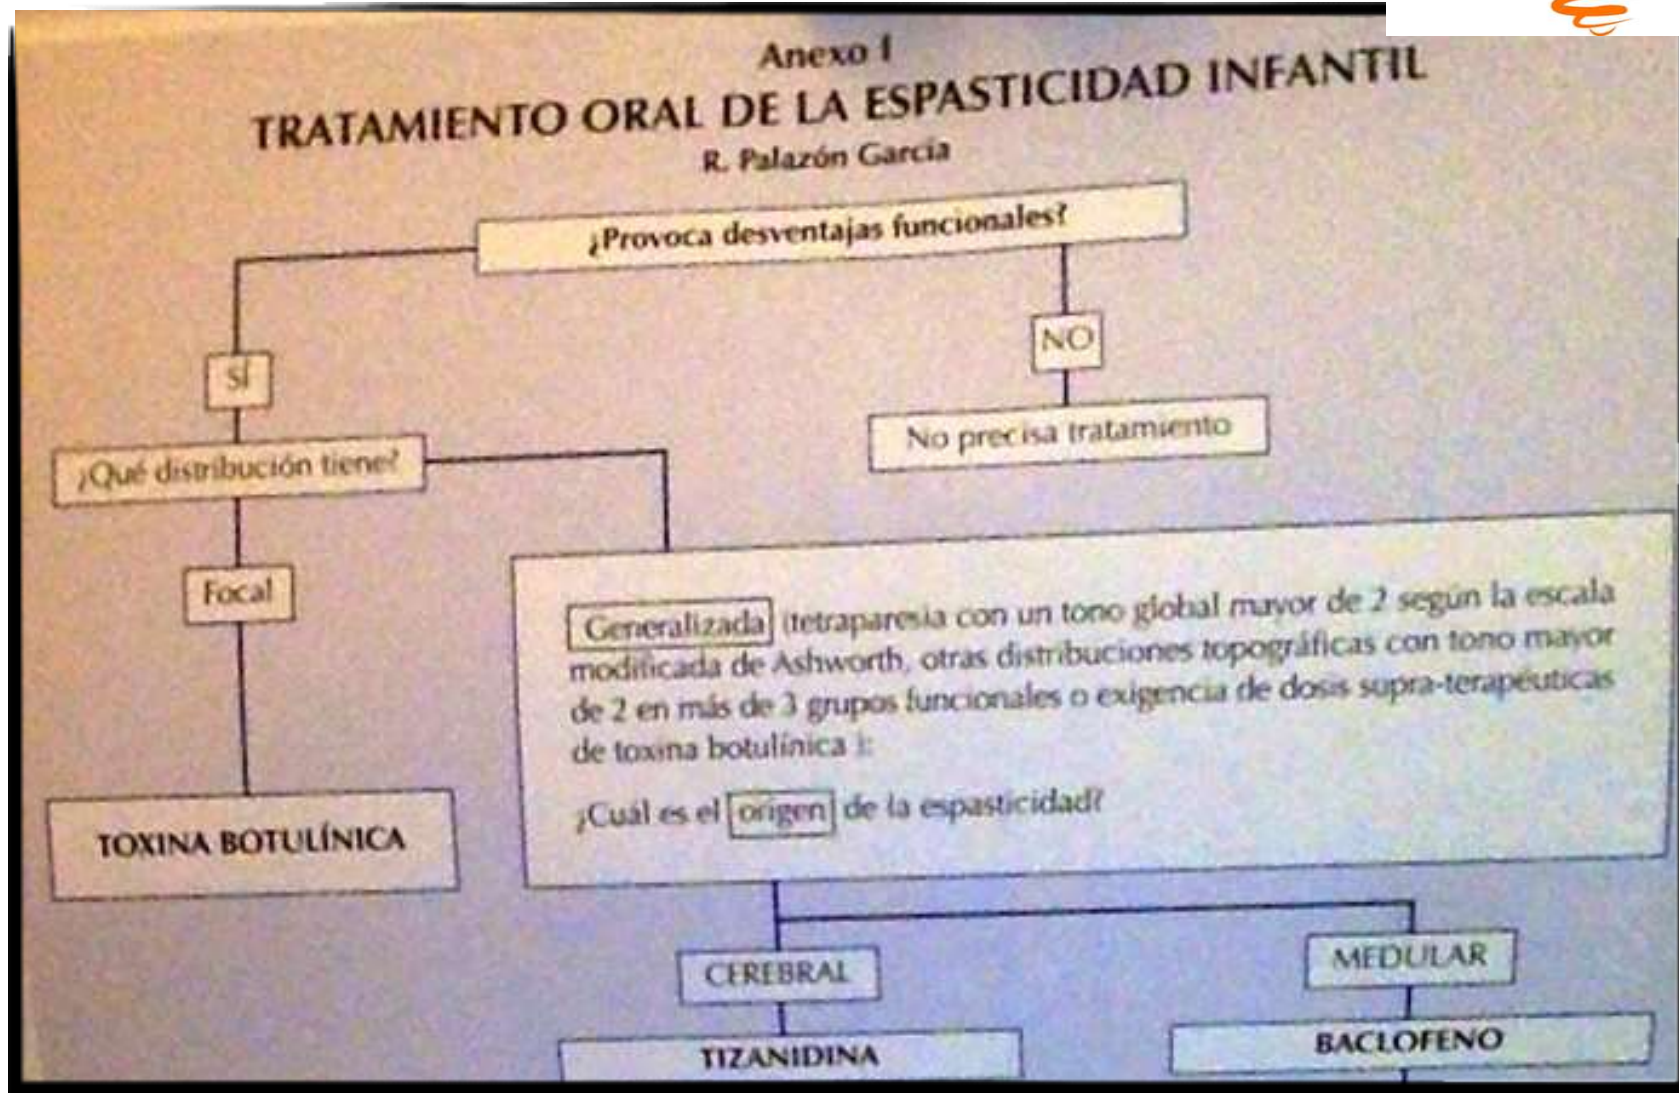 Anexo I
TRATAMIENTO ORAL DE LA ESPASTICIDAD INFANTIL
R. Palazón García
¿Provoca desventajas funcionales?
NO
SÍ
No precisa tratamiento
¿Qué distribución tiene?
Focal
Generalizada (tetraparesia con un tono global mayor de 2 según la escala
modificada de Ashworth, otras distribuciones topográficas con tono mayor
de 2 en más de 3 grupos funcionales o exigencia de dosis supra-terapéuticas
de toxina botulínica ):
¿Cuál es el origen de la espasticidad?
TOXINA BOTULÍNICA
CEREBRAL
MEDULAR
TIZANIDINA
BACLOFENO